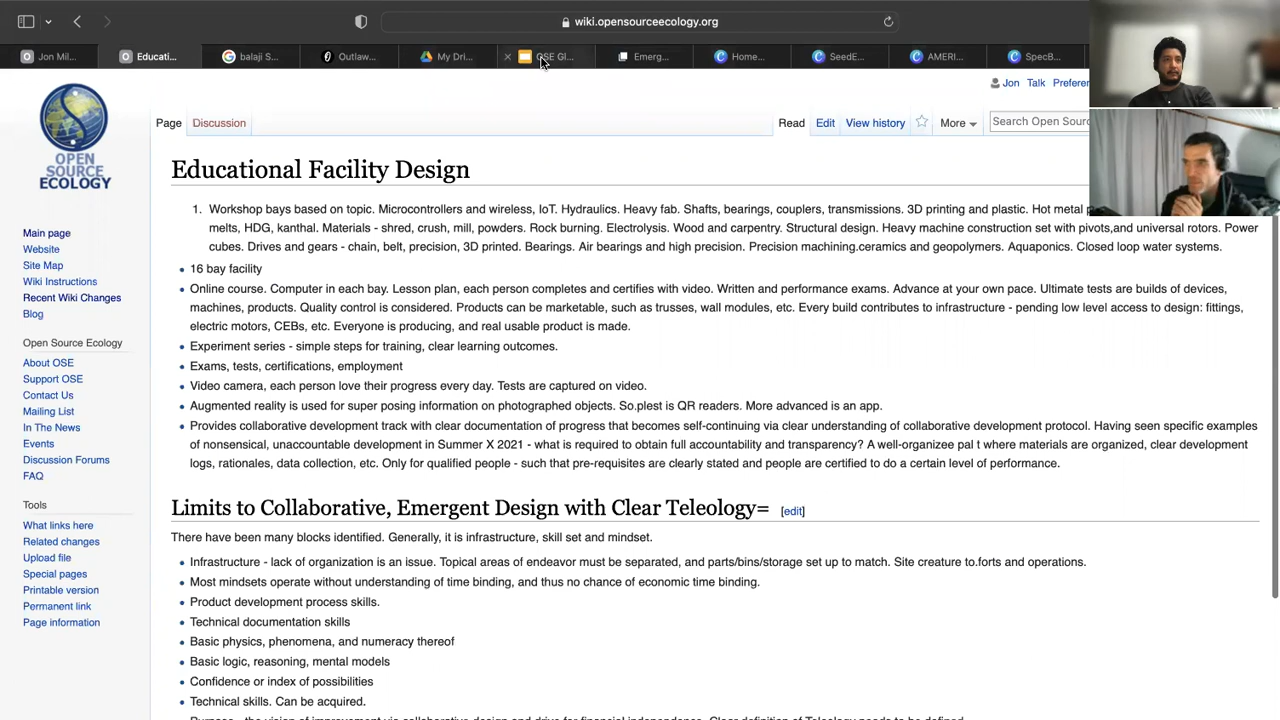 wiki.opensourceecology.org
Jon Mil...
Educati...
balaji S...
Outlaw...
My Dri...
OSE Gl...
Emerg...
Home...
SeedE...
AMERI...
SpecB...
Jon Talk Preferen
Page Discussion Read Edit View history More Search Open Sourc
OPEN
SOURCE
ECOLOGY
Main page
Website
Site Map
Wiki Instructions
Recent Wiki Changes
Blog
Open Source Ecology
About OSE
Support OSE
Contact Us
Mailing List
In The News
Events
Discussion Forums
FAQ
Tools
What links here
Related changes
Upload file
Special pages
Printable version
Permanent link
Page information
Educational Facility Design
1. Workshop bays based on topic. Microcontrollers and wireless, IoT. Hydraulics. Heavy fab. Shafts, bearings, couplers, transmissions. 3D printing and plastic. Hot metal p
melts, HDG, kanthal. Materials - shred, crush, mill, powders. Rock burning. Electrolysis. Wood and carpentry. Structural design. Heavy machine construction set with pivots,and universal rotors. Power
cubes. Drives and gears - chain, belt, precision, 3D printed. Bearings. Air bearings and high precision. Precision machining.ceramics and geopolymers. Aquaponics. Closed loop water systems.
16 bay facility
Online course. Computer in each bay. Lesson plan, each person completes and certifies with video. Written and performance exams. Advance at your own pace. Ultimate tests are builds of devices,
machines, products. Quality control is considered. Products can be marketable, such as trusses, wall modules, etc. Every build contributes to infrastructure - pending low level access to design: fittings,
electric motors, CEBs, etc. Everyone is producing, and real usable product is made.
Experiment series - simple steps for training, clear learning outcomes.
Exams, tests, certifications, employment
Video camera, each person love their progress every day. Tests are captured on video.
Augmented reality is used for super posing information on photographed objects. So.plest is QR readers. More advanced is an app.
Provides collaborative development track with clear documentation of progress that becomes self-continuing via clear understanding of collaborative development protocol. Having seen specific examples
of nonsensical, unaccountable development in Summer X 2021 - what is required to obtain full accountability and transparency? A well-organizee pal t where materials are organized, clear development
logs, rationales, data collection, etc. Only for qualified people - such that pre-requisites are clearly stated and people are certified to do a certain level of performance.
Limits to Collaborative, Emergent Design with Clear Teleology= [edit]
There have been many blocks identified. Generally, it is infrastructure, skill set and mindset.
Infrastructure - lack of organization is an issue. Topical areas of endeavor must be separated, and parts/bins/storage set up to match. Site creature to.forts and operations.
Most mindsets operate without understanding of time binding, and thus no chance of economic time binding.
Product development process skills.
Technical documentation skills
Basic physics, phenomena, and numeracy thereof
Basic logic, reasoning, mental models
Confidence or index of possibilities
Technical skills. Can be acquired.
Purpose - the vision of improvement via collaborative design and drive for financial independence. Clear definition of Teleology needs to be defined.